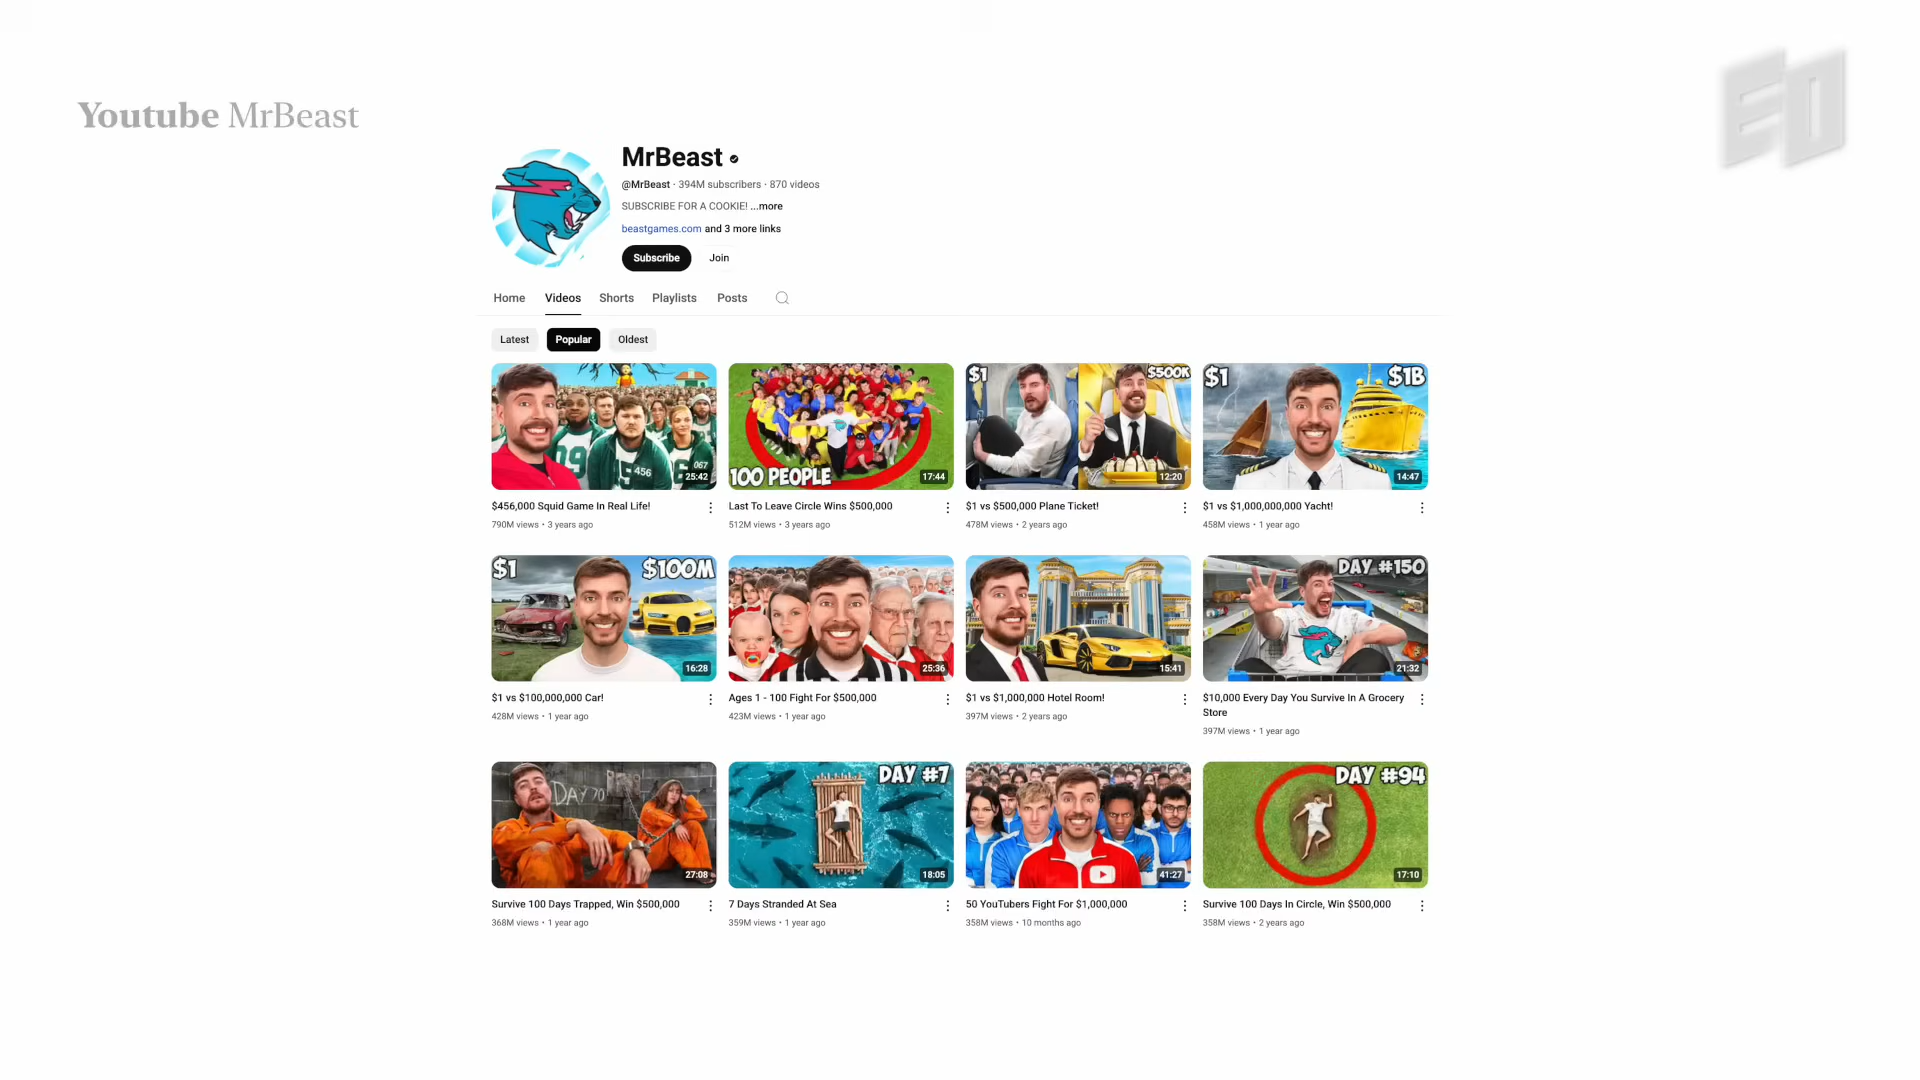 Youtube MrBeast
EO
MrBeast
@MrBeast · 394M subscribers · 870 videos
SUBSCRIBE FOR A COOKIE! ...more
beastgames.com and 3 more links
Subscribe Join
Home Videos Shorts Playlists Posts
Latest Popular Oldest
09 456 067 25:42
100 PEOPLE 17:44
$1 $500K 12:20
$1 $1B 14:47
$456,000 Squid Game In Real Life!
790M views • 3 years ago
Last To Leave Circle Wins $500,000
512M views • 3 years ago
$1 vs $500,000 Plane Ticket!
478M views • 2 years ago
$1 vs $1,000,000,000 Yacht!
458M views • 1 year ago
$1 $100M 16:28
25:36
15:41
DAY #150 21:32
$1 vs $100,000,000 Car!
428M views • 1 year ago
Ages 1 - 100 Fight For $500,000
423M views • 1 year ago
$1 vs $1,000,000 Hotel Room!
397M views • 2 years ago
$10,000 Every Day You Survive In A Grocery
Store
397M views • 1 year ago
DAY 70 27:08
DAY #7 18:05
41:27
DAY #94 17:10
Survive 100 Days Trapped, Win $500,000
368M views • 1 year ago
7 Days Stranded At Sea
359M views • 1 year ago
50 YouTubers Fight For $1,000,000
358M views • 10 months ago
Survive 100 Days In Circle, Win $500,000
358M views • 2 years ago